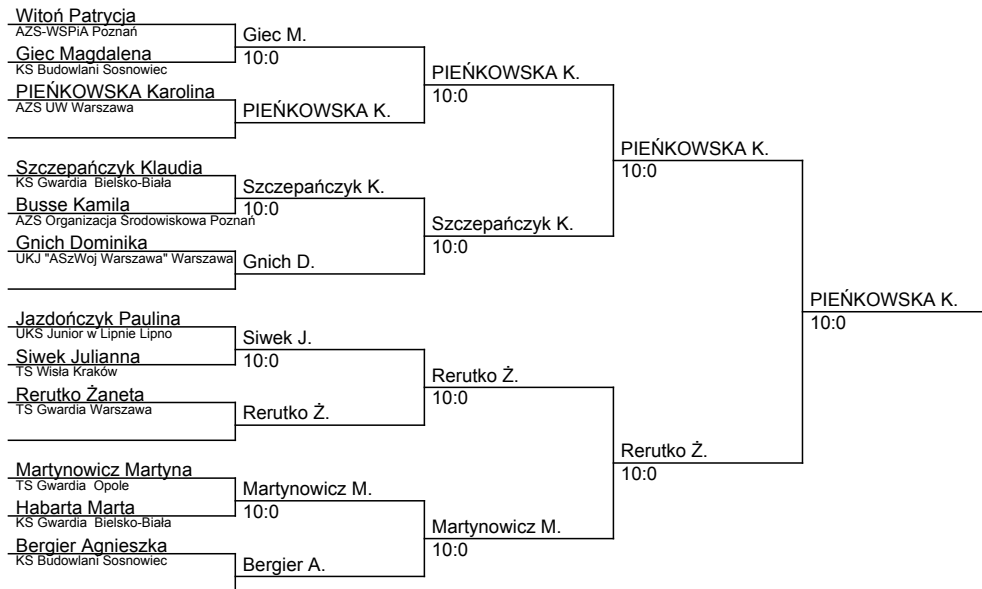 Witoń Patrycja
AZS-WSPiA Poznań
Giec Magdalena
KS Budowlani Sosnowiec
PIEŃKOWSKA Karolina
AZS UW Warszawa
Szczepańczyk Klaudia
KS Gwardia  Bielsko-Biała
Busse Kamila
AZS Organizacja Środowiskowa Poznań
Gnich Dominika
UKJ "ASzWoj Warszawa" Warszawa
Jazdończyk Paulina
UKS Junior w Lipnie Lipno
Siwek Julianna
TS Wisła Kraków
Rerutko Żaneta
TS Gwardia Warszawa
Martynowicz Martyna
TS Gwardia  Opole
Habarta Marta
KS Gwardia  Bielsko-Biała
Bergier Agnieszka
KS Budowlani Sosnowiec
Giec M.
10:0
PIEŃKOWSKA K.
Szczepańczyk K.
10:0
Gnich D.
Siwek J.
10:0
Rerutko Ż.
Martynowicz M.
10:0
Bergier A.
PIEŃKOWSKA K.
10:0
Szczepańczyk K.
10:0
Rerutko Ż.
10:0
Martynowicz M.
10:0
PIEŃKOWSKA K.
10:0
Rerutko Ż.
10:0
PIEŃKOWSKA K.
10:0